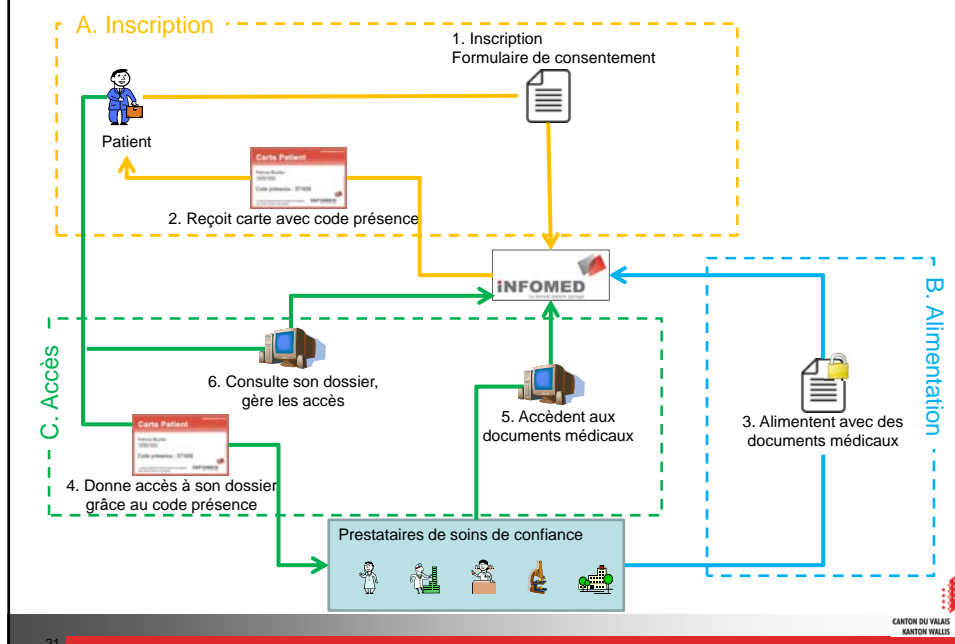 A. Inscription
1. Inscription
Formulaire de consentement
Patient
Carte Patient
Code présence : 371656
INFOMED
2. Reçoit carte avec code présence
INFOMED
B. Alimentation
C. Accès
6. Consulte son dossier,
gère les accès
5. Accèdent aux
documents médicaux
3. Alimentent avec des
documents médicaux
Carte Patient
INFOMED
4. Donne accès à son dossier
grâce au code présence
Prestataires de soins de confiance
21
CANTON DU VALAIS
KANTON WALLIS